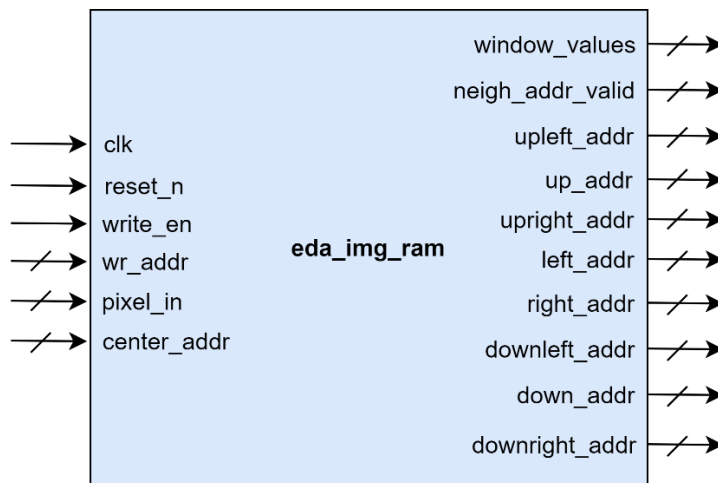 clk
reset_n
write_en
wr_addr
pixel_in
center_addr
eda_img_ram
window_values
neigh_addr_valid
upleft_addr
up_addr
upright_addr
left_addr
right_addr
downleft_addr
down_addr
downright_addr